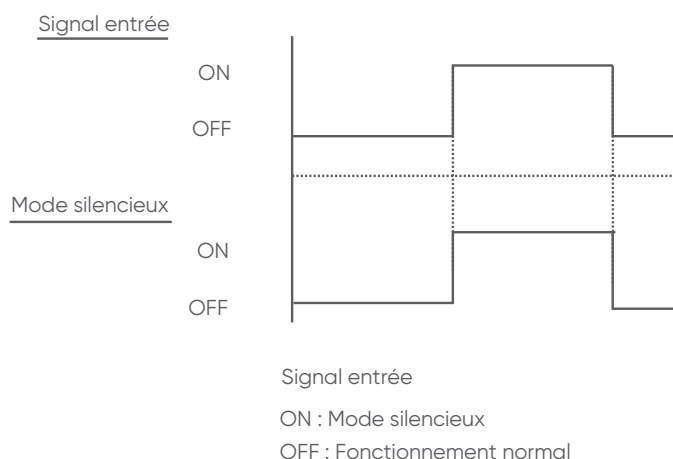 Signal entrée
ON
OFF
Mode silencieux
ON
OFF
Signal entrée
ON : Mode silencieux
OFF : Fonctionnement normal